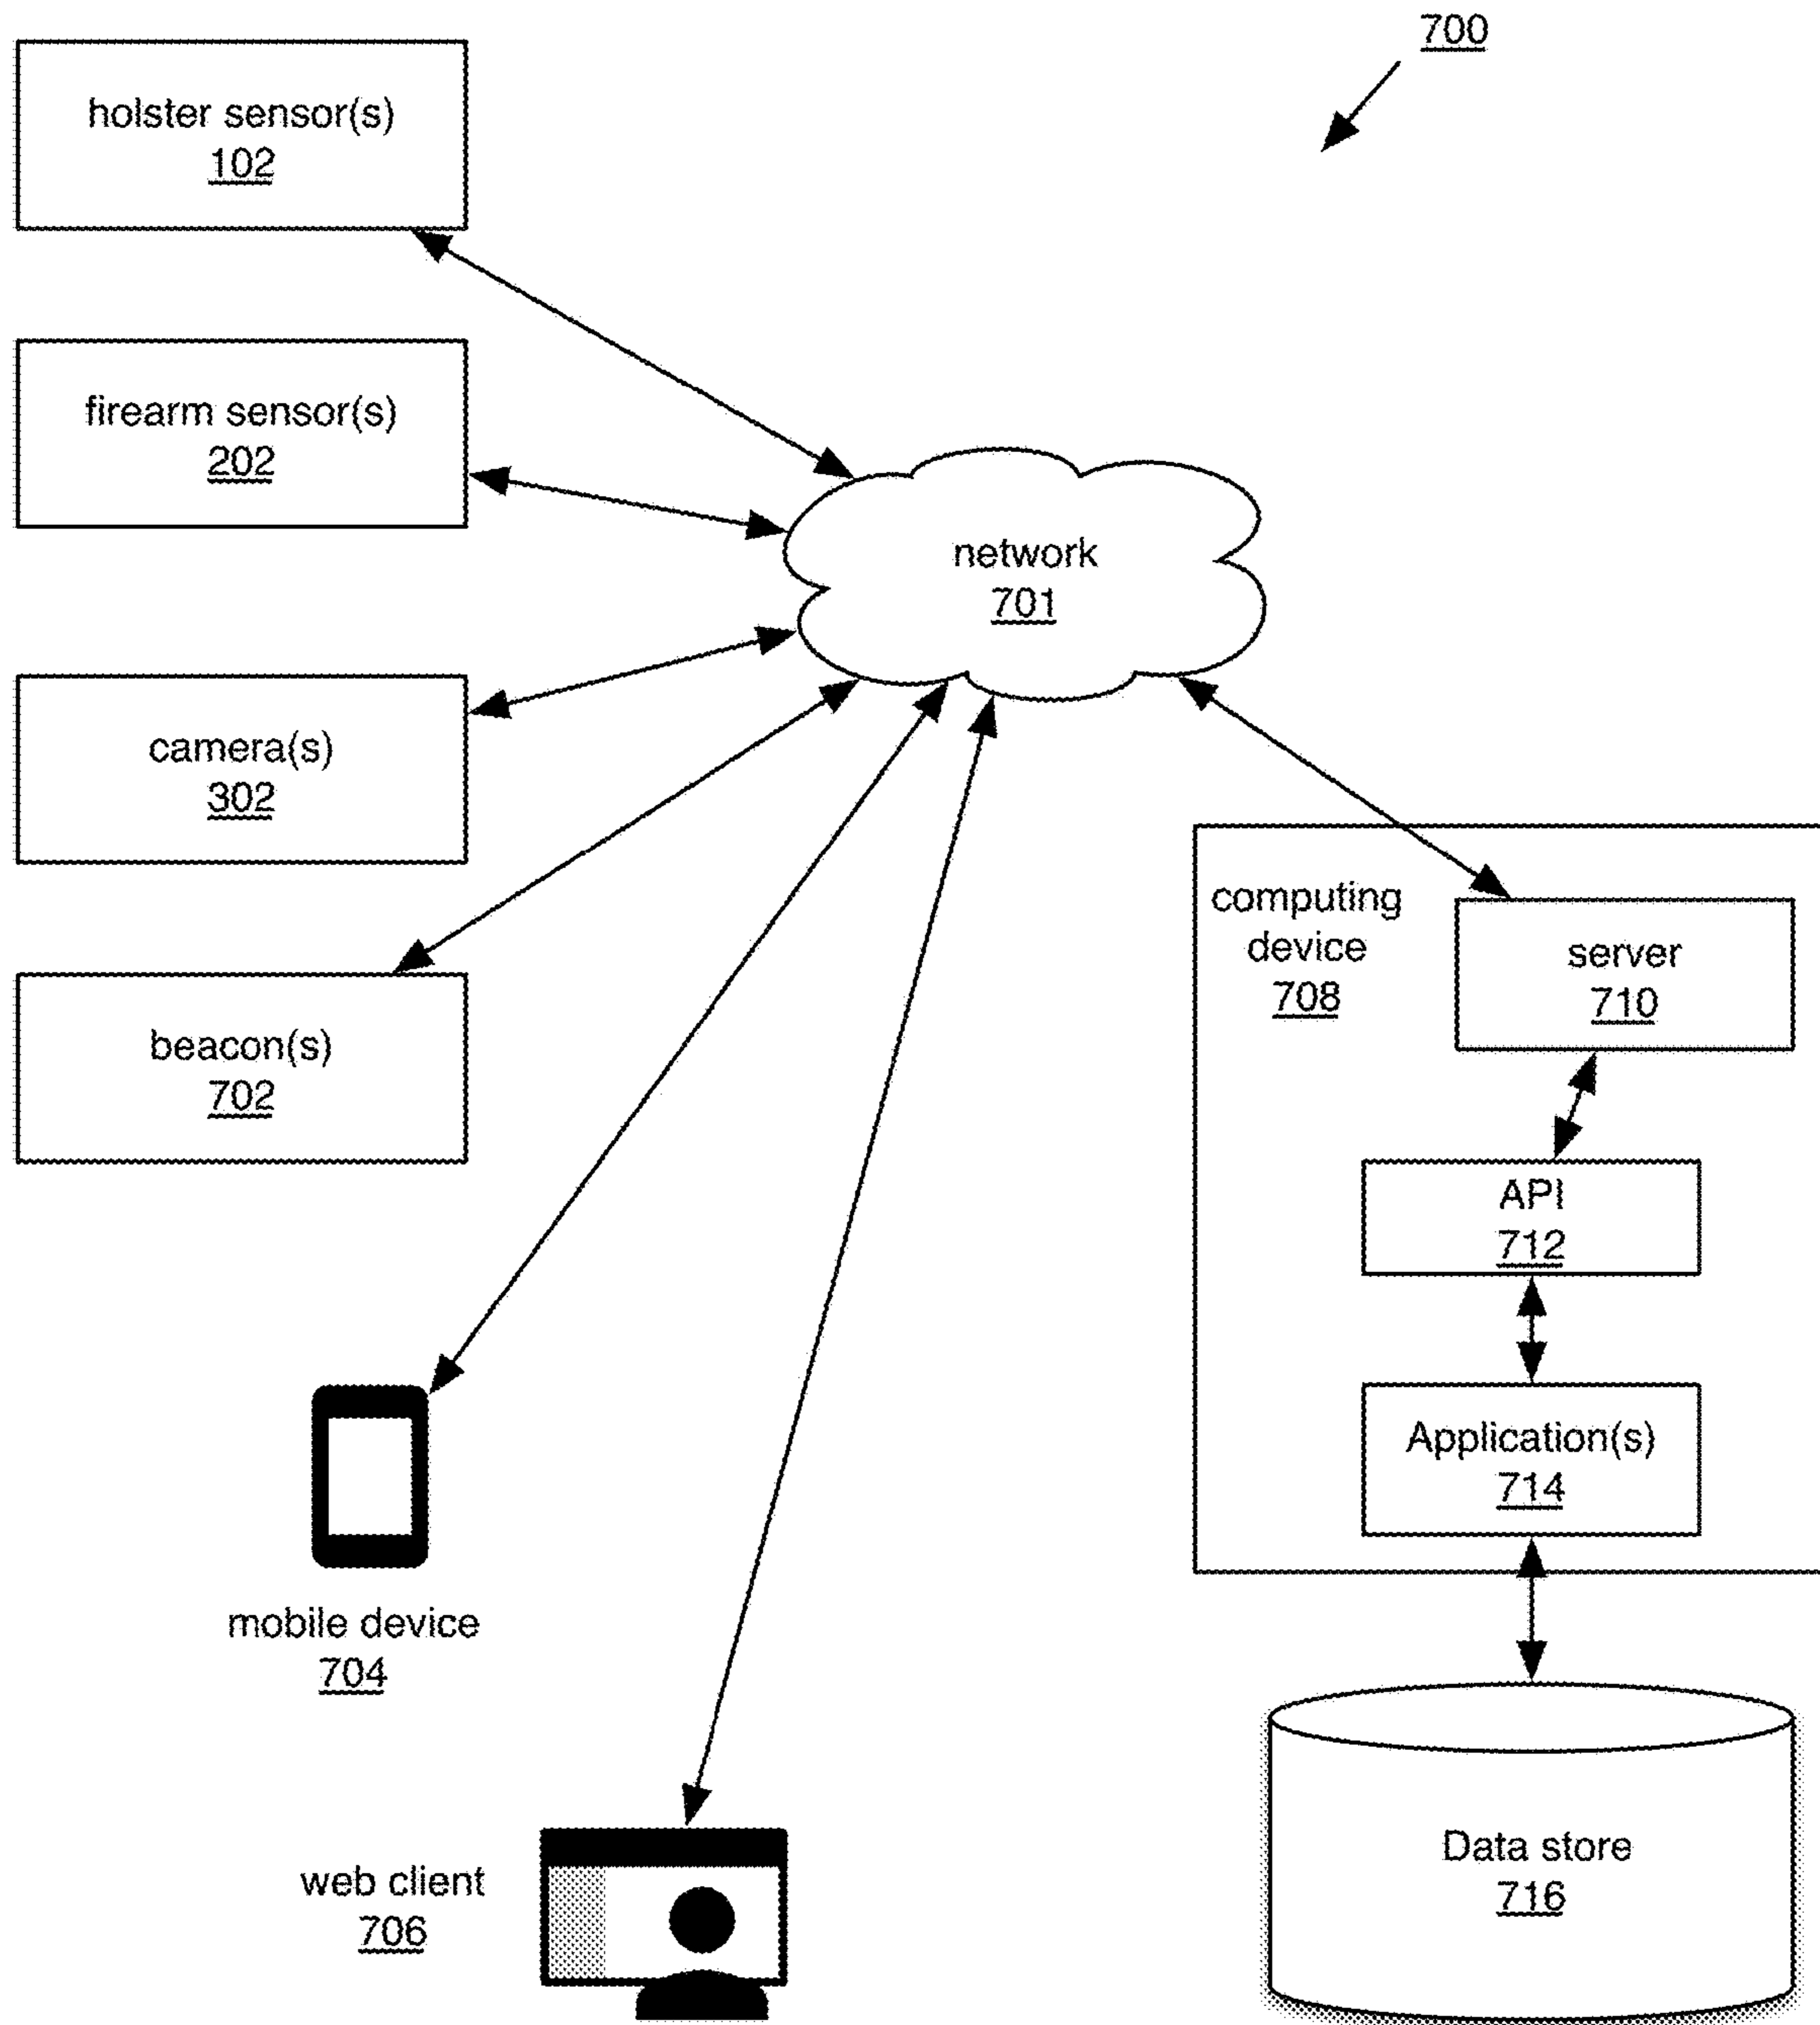 700
holster sensor(s)
102
firearm sensor(s)
202
network
701
camera(s)
302
computing
device
708
server
710
beacon(s)
702
API
712
Application(s)
714
mobile device
704
Data store
716
web client
706